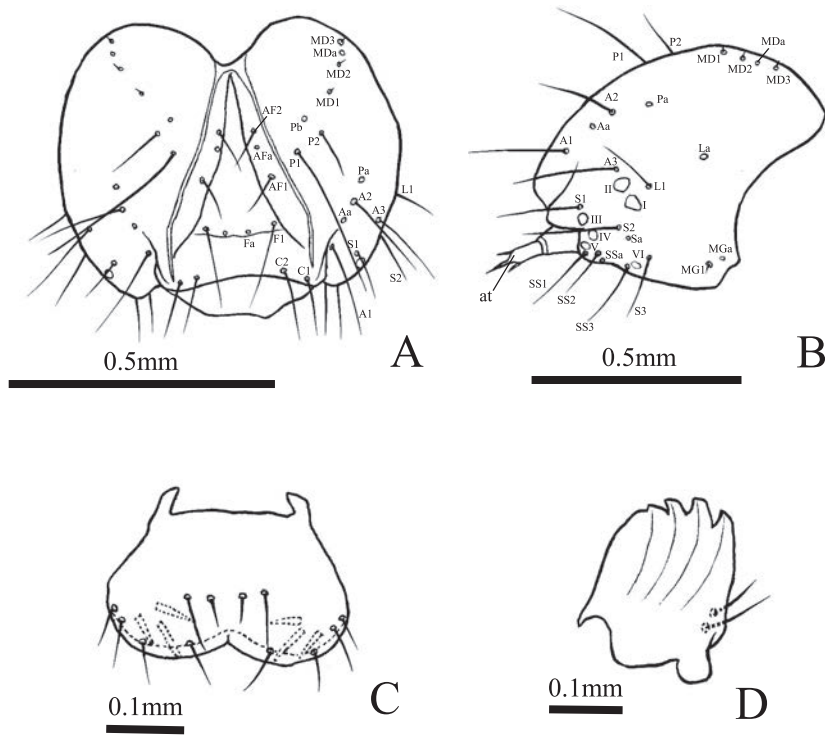 MD3
MDa
MD2
MD1
AF2
Pb
P2
AFa
P1
Pa
AF1
L1
A2
A3
Aa
Fa
F1
S1
C2
C1
S2
A1
A
0.5mm
P2
P1
MD1
MDa
MD2
MD3
A2
Pa
Aa
A1
La
A3
II
L1
I
S1
III
S2
IV
Sa
V
SSa
VI
MGa
MG1
at
SS1
SS2
SS3
S3
B
0.5mm
C
0.1mm
D
0.1mm